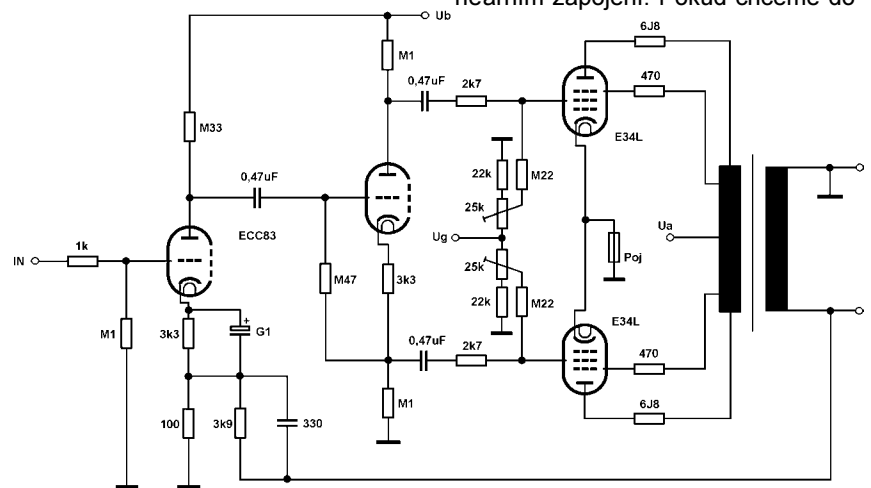 neárním zapojení. Pokud chceme do
Ub
6J8
M1
470
0,47uF
2k7
M33
E34L
0,47uF
22k
M22
25k
ECC83
Ug
Ua
1k
IN
25k
Poj
M47
3k3
22k
M22
E34L
M1
3k3
G1
0,47uF
2k7
470
M1
6J8
100
3k9
330